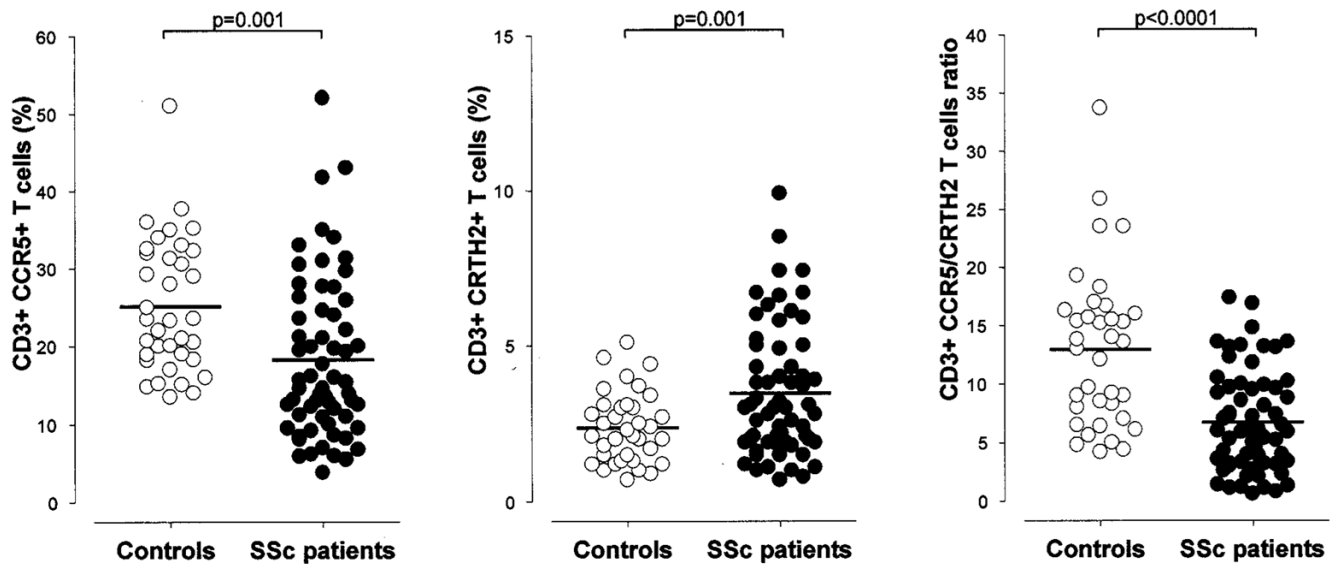 p=0.001
CD3+ CCR5+ T cells (%)
60
50
40
30
20
10
0
Controls SSc patients
p=0.001
CD3+ CRTH2+ T cells (%)
15
10
5
0
Controls SSc patients
p<0.0001
CD3+ CCR5/CRTH2 T cells ratio
40
35
30
25
20
15
10
5
0
Controls SSc patients